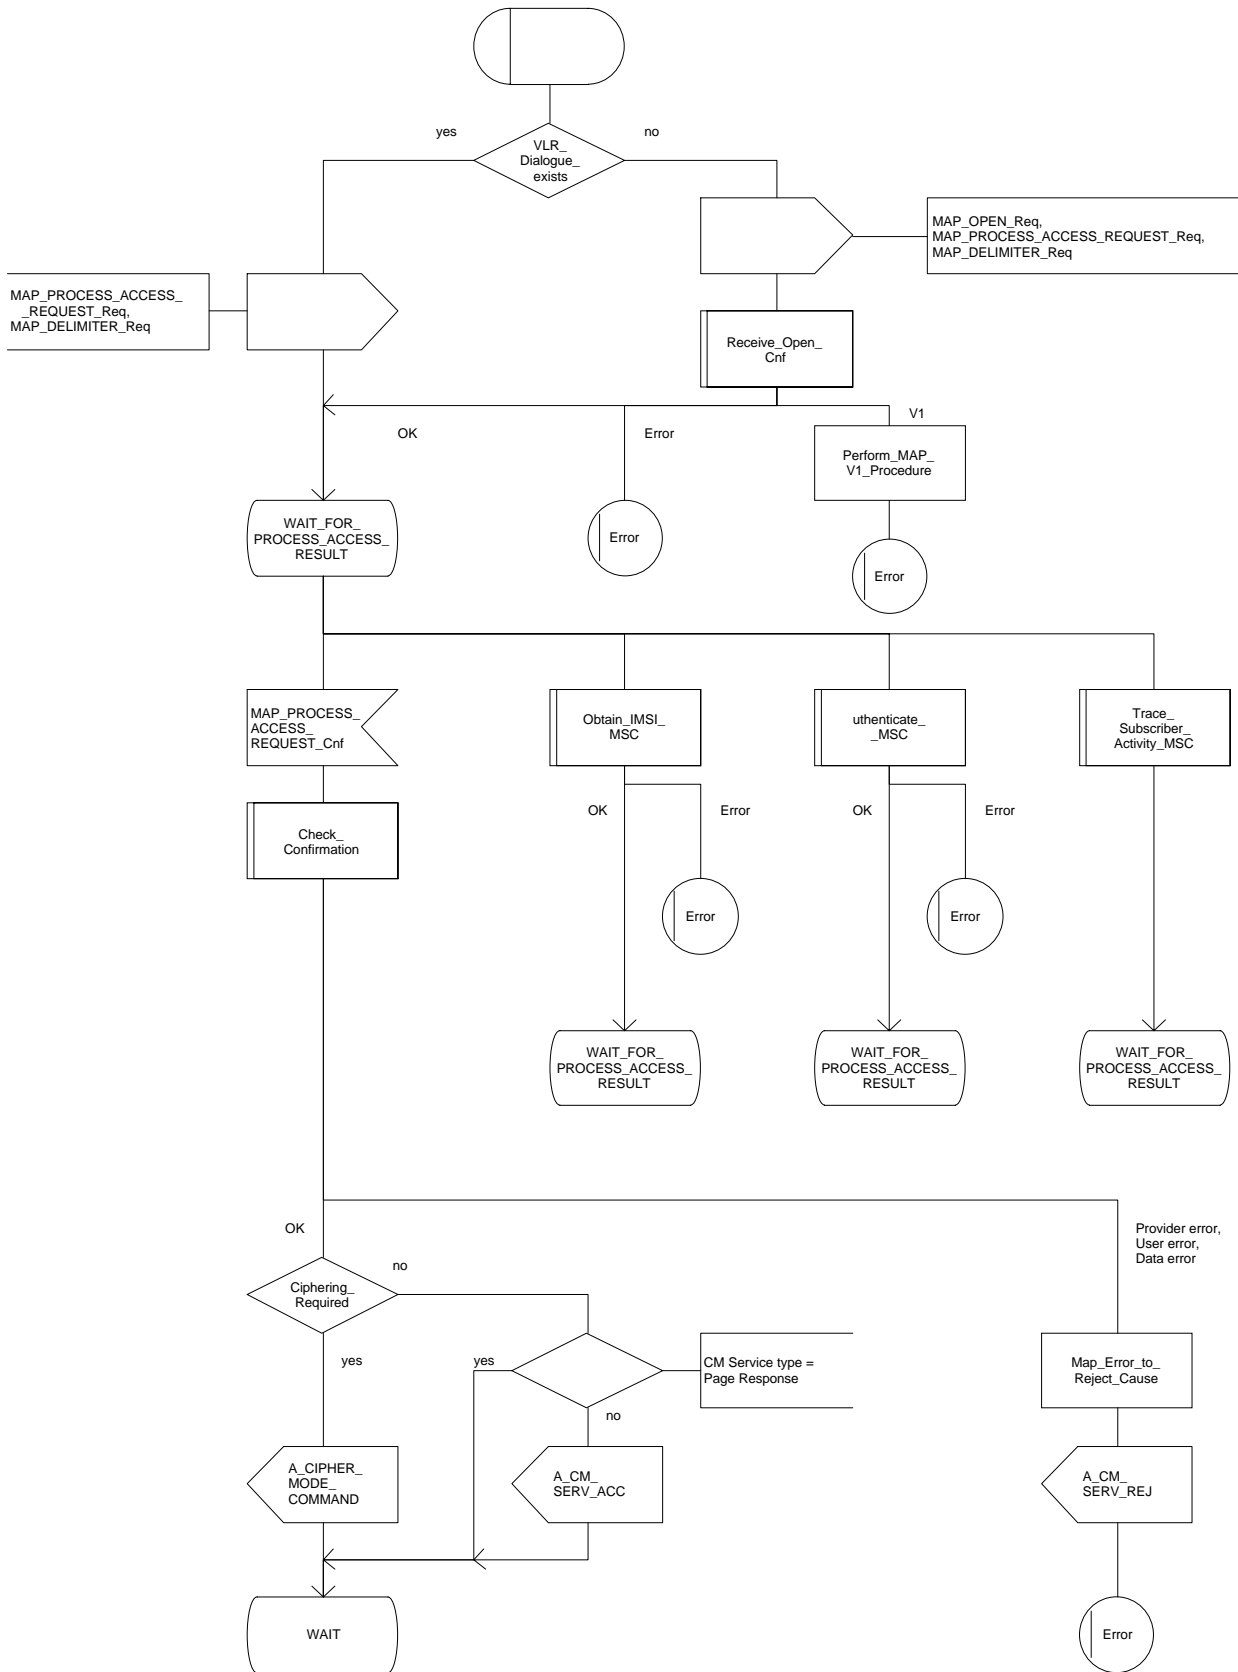 yes
no
VLR_
Dialogue_
exists
MAP_OPEN_Req,
MAP_PROCESS_ACCESS_REQUEST_Req,
MAP_DELIMITER_Req
MAP_PROCESS_ACCESS_
_REQUEST_Req,
MAP_DELIMITER_Req
Receive_Open_
Cnf
OK
Error
V1
Perform_MAP_
V1_Procedure
WAIT_FOR_
PROCESS_ACCESS_
RESULT
Error
Error
MAP_PROCESS_
ACCESS_
REQUEST_Cnf
Obtain_IMSI_
MSC
uthenticate_
_MSC
Trace_
Subscriber_
Activity_MSC
Check_
Confirmation
OK
Error
OK
Error
Error
Error
WAIT_FOR_
PROCESS_ACCESS_
RESULT
WAIT_FOR_
PROCESS_ACCESS_
RESULT
WAIT_FOR_
PROCESS_ACCESS_
RESULT
OK
Provider error,
User error,
Data error
Ciphering_
Required
no
yes
yes
CM Service type =
Page Response
no
Map_Error_to_
Reject_Cause
A_CIPHER_
MODE_
COMMAND
A_CM_
SERV_ACC
A_CM_
SERV_REJ
WAIT
Error